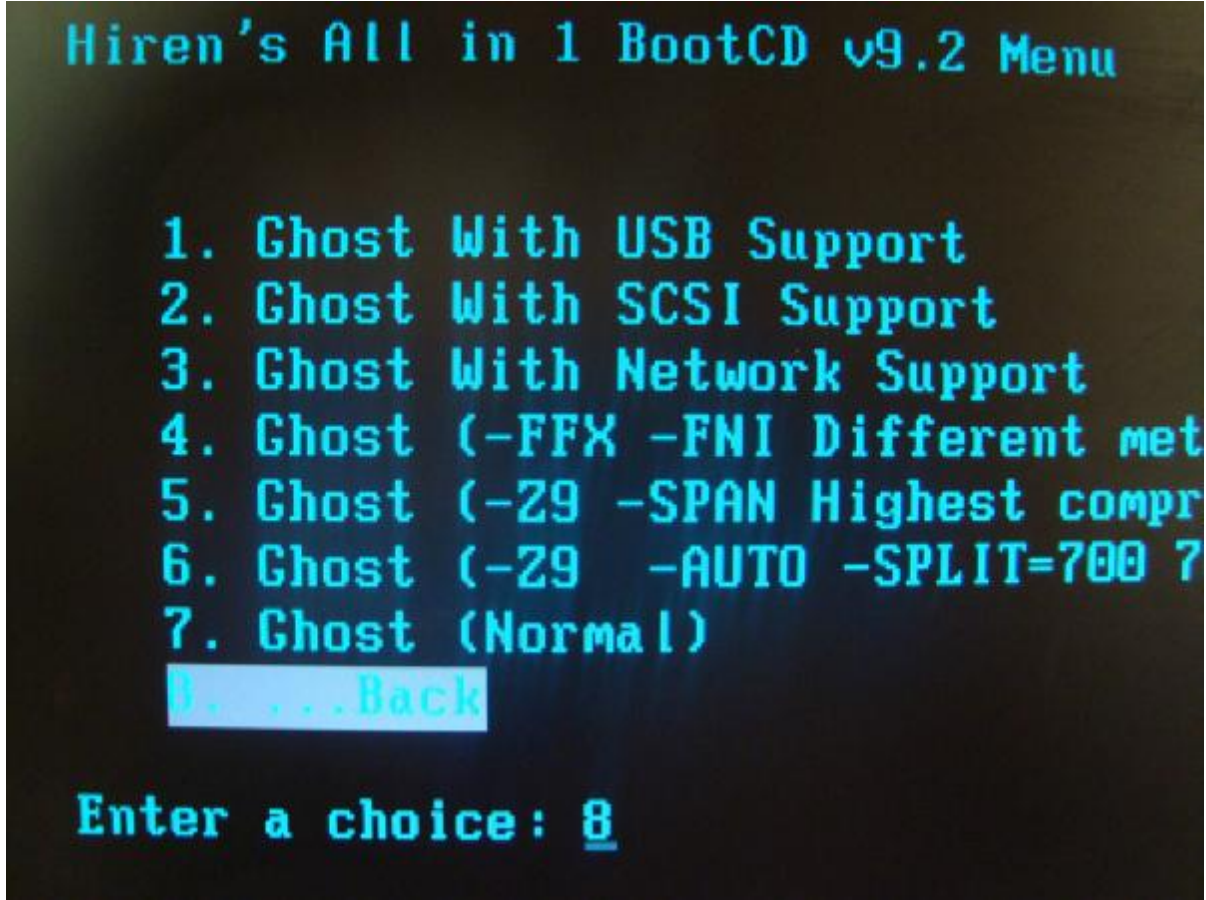 Hiren's All in 1 BootCD v9.2 Menu
1. Ghost With USB Support
2. Ghost With SCSI Support
3. Ghost With Network Support
4. Ghost (-FFX -FNI Different met
5. Ghost (-Z9 -SPAN Highest compr
6. Ghost (-Z9  -AUTO -SPLIT=700 7
7. Ghost (Normal)
8. ...Back
Enter a choice: 8